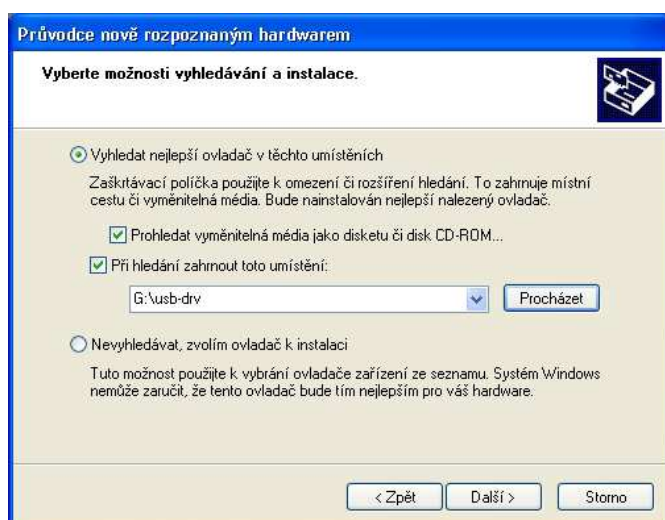 Průvodce nově rozpoznaným hardwarem
Vyberte možnosti vyhledávání a instalace.
Vyhledat nejlepší ovladač v těchto umístěních
Zaškrtávací políčka použijte k omezení či rozšíření hledání. To zahrnuje místní
cestu či vyměnitelná média. Bude nainstalován nejlepší nalezený ovladač.
Prohledat vyměnitelná média jako disketu či disk CD-ROM...
Při hledání zahrnout toto umístění:
G:\usb-drv Procházet
Nevyhledávat, zvolím ovladač k instalaci
Tuto možnost použijte k vybrání ovladače zařízení ze seznamu. Systém Windows
nemůže zaručit, že tento ovladač bude tím nejlepším pro váš hardware.
< Zpět Další > Storno